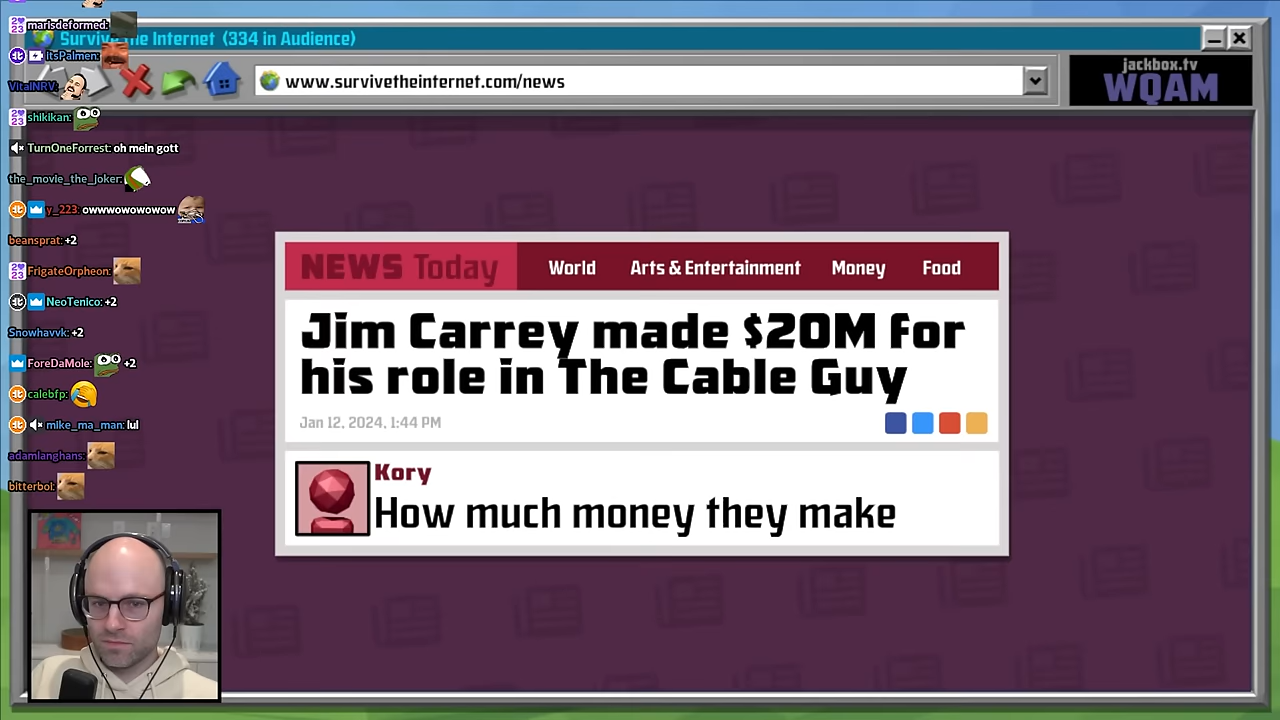 marisdeformed:
Survive the Internet (334 in Audience)
ItsPalmen:
VitalNRV:
www.survivetheinternet.com/news
jackbox.tv
WQAM
shikikan:
TurnOneForrest: oh mein gott
the_movie_the_joker:
y_223: owwwowowowow
beansprat: +2
FrigateOrpheon:
NeoTenico: +2
Snowhavvk: +2
ForeDaMole: +2
calebfp:
mike_ma_man: lul
adamlanghans:
bitterboi:
NEWS Today
World
Arts & Entertainment
Money
Food
Jim Carrey made $20M for
his role in The Cable Guy
Jan 12, 2024, 1:44 PM
Kory
How much money they make